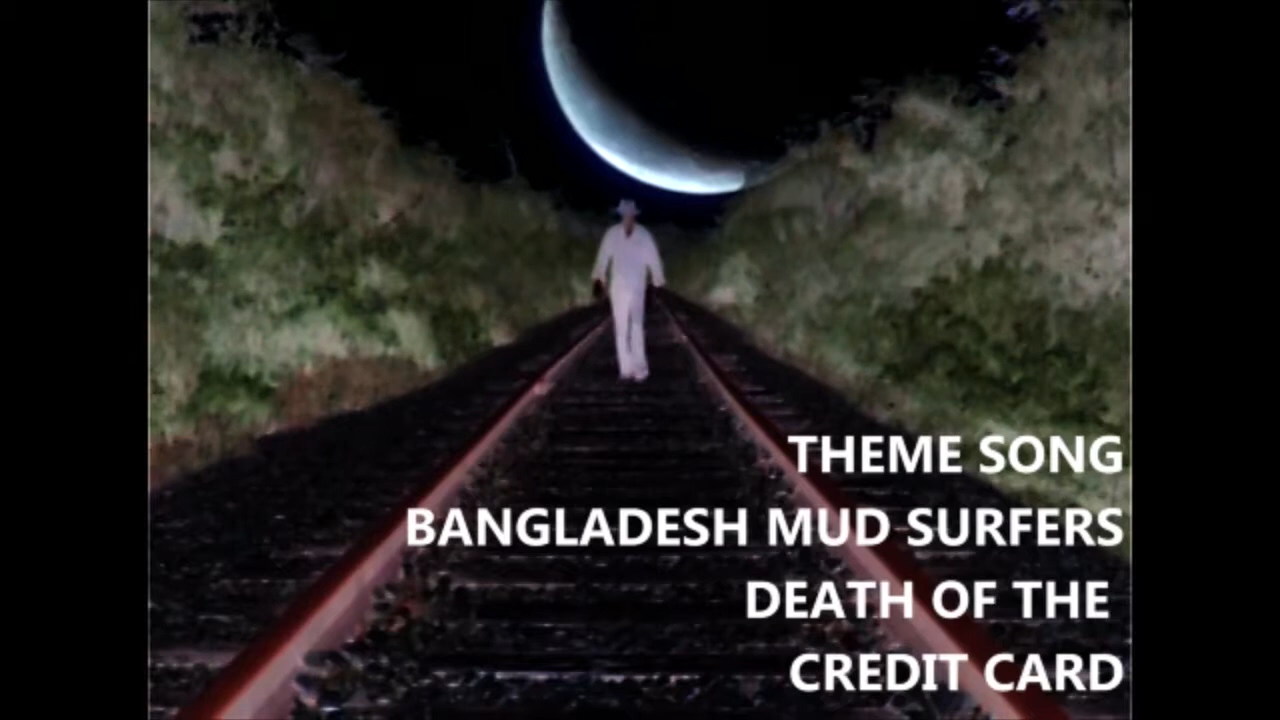 THEME SONG
BANGLADESH MUD SURFERS
DEATH OF THE
CREDIT CARD